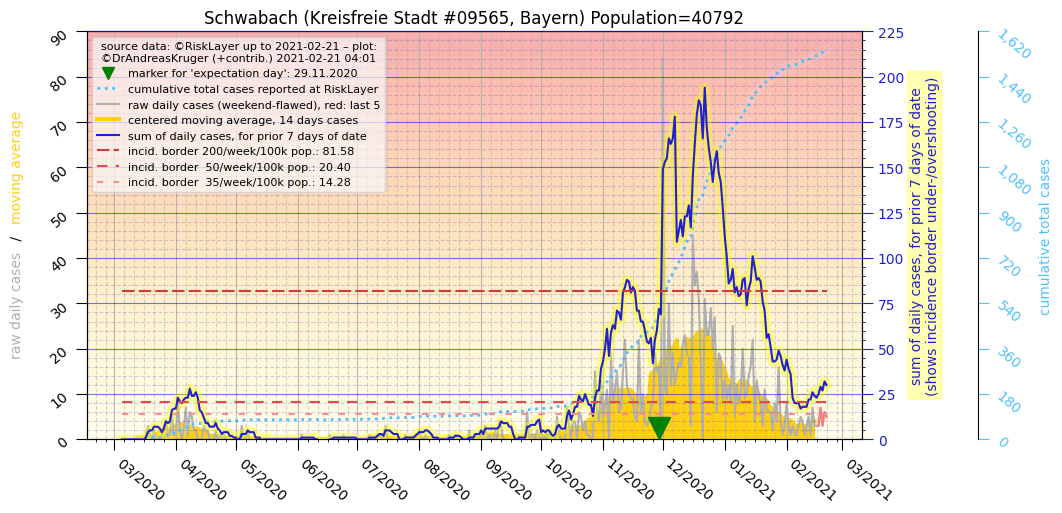 Schwabach (Kreisfreie Stadt #09565, Bayern) Population=40792
source data: ©RiskLayer up to 2021-02-21 – plot:
©DrAndreasKruger (+contrib.) 2021-02-21 04:01
marker for 'expectation day': 29.11.2020
cumulative total cases reported at RiskLayer
raw daily cases (weekend-flawed), red: last 5
centered moving average, 14 days cases
sum of daily cases, for prior 7 days of date
incid. border 200/week/100k pop.: 81.58
incid. border  50/week/100k pop.: 20.40
incid. border  35/week/100k pop.: 14.28
raw daily cases / moving average
90
80
70
60
50
40
30
20
10
0
03/2020
04/2020
05/2020
06/2020
07/2020
08/2020
09/2020
10/2020
11/2020
12/2020
01/2021
02/2021
03/2021
225
200
175
150
125
100
75
50
25
0
sum of daily cases, for prior 7 days of date
(shows incidence border under-/overshooting)
1,620
1,440
1,260
1,080
900
720
540
360
180
0
cumulative total cases